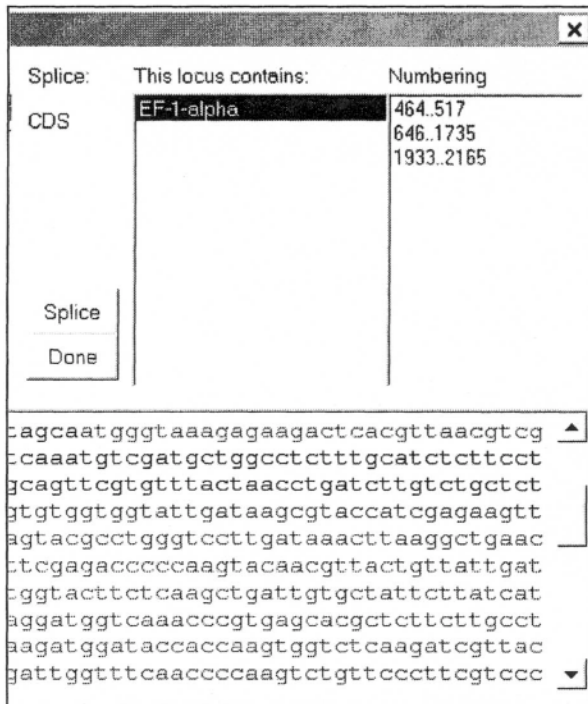 Splice: This locus contains: Numbering
CDS EF-1-alpha 464..517
646..1735
1933..2165
Splice
Done
tagcaatgggtaaagagaagactcacgttaacgtcg
tcaaatgtcgatgctggcctctttgcatctcttcct
gcagttcgtgtttactaacctgatcttgtctgctct
gtgtggtggtattgataagcgtaccatcgagaagtt
agtacgcctgggtccttgataaacttaaggctgaac
ttcgagacccccaagtacaacgttactgttattgat
tggtacttctcaagctgattgtgctattcttatcat
aggatggtcaaacccgtgagcacgctcttcttgcct
aagatggataccaccaagtggtctcaagatcgttac
gattggtttcaaccccaagtctgttcccttcgtccc